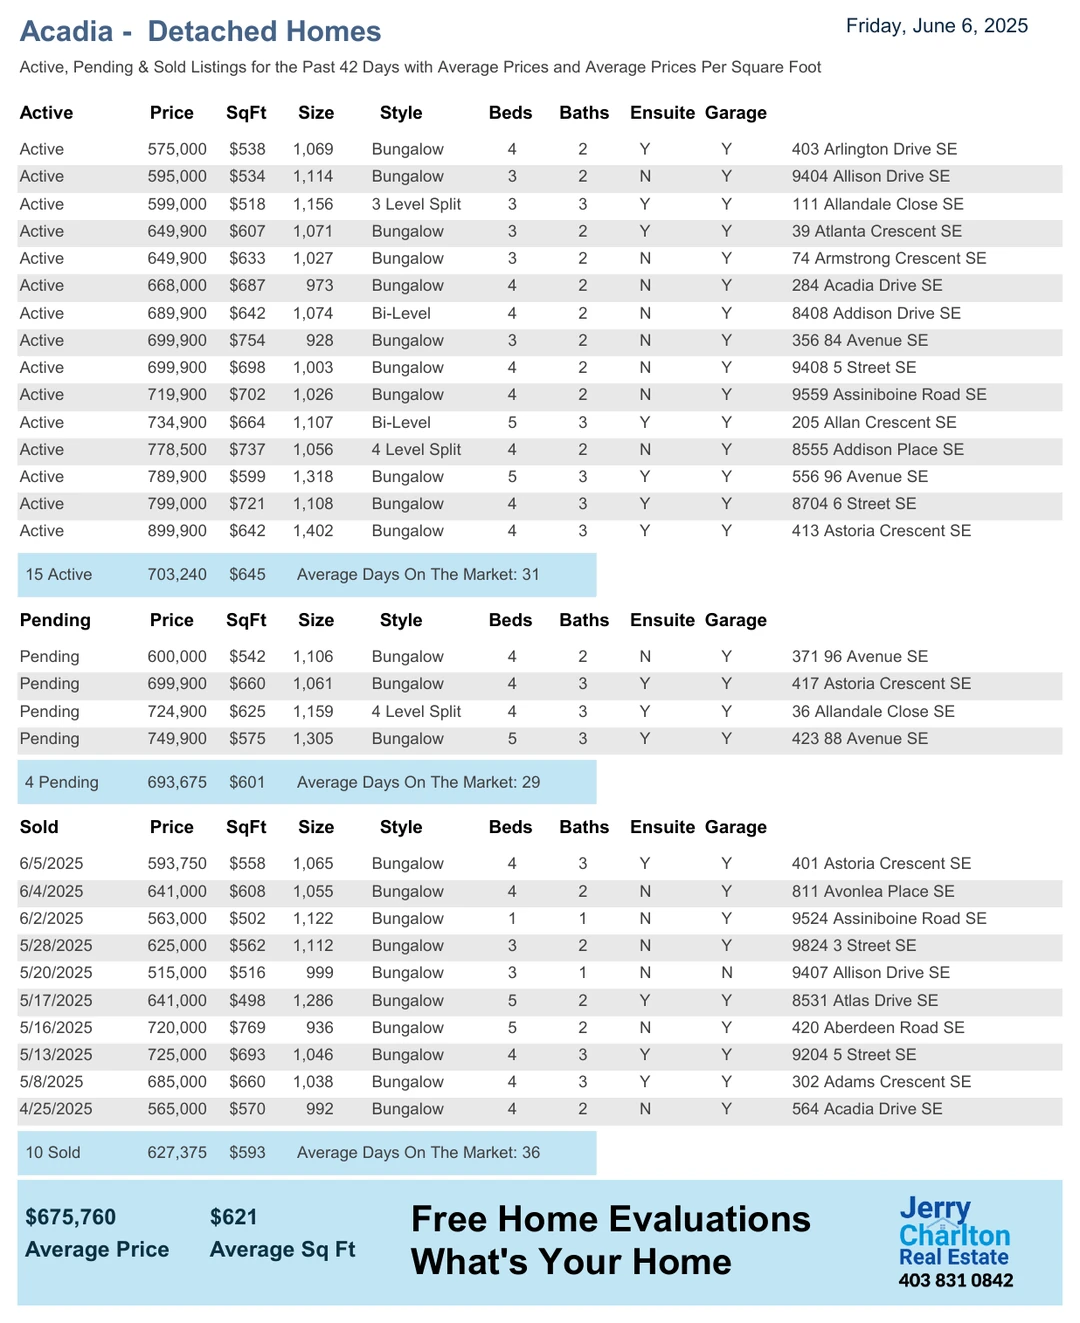 Acadia - Detached Homes
Friday, June 6, 2025
Active, Pending & Sold Listings for the Past 42 Days with Average Prices and Average Prices Per Square Foot
Active Price SqFt Size Style Beds Baths Ensuite Garage
Active 575,000 $538 1,069 Bungalow 4 2 Y Y 403 Arlington Drive SE
Active 595,000 $534 1,114 Bungalow 3 2 N Y 9404 Allison Drive SE
Active 599,000 $518 1,156 3 Level Split 3 3 Y Y 111 Allandale Close SE
Active 649,900 $607 1,071 Bungalow 3 2 Y Y 39 Atlanta Crescent SE
Active 649,900 $633 1,027 Bungalow 3 2 N Y 74 Armstrong Crescent SE
Active 668,000 $687 973 Bungalow 4 2 N Y 284 Acadia Drive SE
Active 689,900 $642 1,074 Bi-Level 4 2 N Y 8408 Addison Drive SE
Active 699,900 $754 928 Bungalow 3 2 N Y 356 84 Avenue SE
Active 699,900 $698 1,003 Bungalow 4 2 N Y 9408 5 Street SE
Active 719,900 $702 1,026 Bungalow 4 2 N Y 9559 Assiniboine Road SE
Active 734,900 $664 1,107 Bi-Level 5 3 Y Y 205 Allan Crescent SE
Active 778,500 $737 1,056 4 Level Split 4 2 N Y 8555 Addison Place SE
Active 789,900 $599 1,318 Bungalow 5 3 Y Y 556 96 Avenue SE
Active 799,000 $721 1,108 Bungalow 4 3 Y Y 8704 6 Street SE
Active 899,900 $642 1,402 Bungalow 4 3 Y Y 413 Astoria Crescent SE
15 Active 703,240 $645 Average Days On The Market: 31
Pending Price SqFt Size Style Beds Baths Ensuite Garage
Pending 600,000 $542 1,106 Bungalow 4 2 N Y 371 96 Avenue SE
Pending 699,900 $660 1,061 Bungalow 4 3 Y Y 417 Astoria Crescent SE
Pending 724,900 $625 1,159 4 Level Split 4 3 Y Y 36 Allandale Close SE
Pending 749,900 $575 1,305 Bungalow 5 3 Y Y 423 88 Avenue SE
4 Pending 693,675 $601 Average Days On The Market: 29
Sold Price SqFt Size Style Beds Baths Ensuite Garage
6/5/2025 593,750 $558 1,065 Bungalow 4 3 Y Y 401 Astoria Crescent SE
6/4/2025 641,000 $608 1,055 Bungalow 4 2 N Y 811 Avonlea Place SE
6/2/2025 563,000 $502 1,122 Bungalow 1 1 N Y 9524 Assiniboine Road SE
5/28/2025 625,000 $562 1,112 Bungalow 3 2 N Y 9824 3 Street SE
5/20/2025 515,000 $516 999 Bungalow 3 1 N N 9407 Allison Drive SE
5/17/2025 641,000 $498 1,286 Bungalow 5 2 Y Y 8531 Atlas Drive SE
5/16/2025 720,000 $769 936 Bungalow 5 2 N Y 420 Aberdeen Road SE
5/13/2025 725,000 $693 1,046 Bungalow 4 3 Y Y 9204 5 Street SE
5/8/2025 685,000 $660 1,038 Bungalow 4 3 Y Y 302 Adams Crescent SE
4/25/2025 565,000 $570 992 Bungalow 4 2 N Y 564 Acadia Drive SE
10 Sold 627,375 $593 Average Days On The Market: 36
$675,760 $621
Average Price Average Sq Ft
Free Home Evaluations
What's Your Home
Jerry
Charlton
Real Estate
403 831 0842